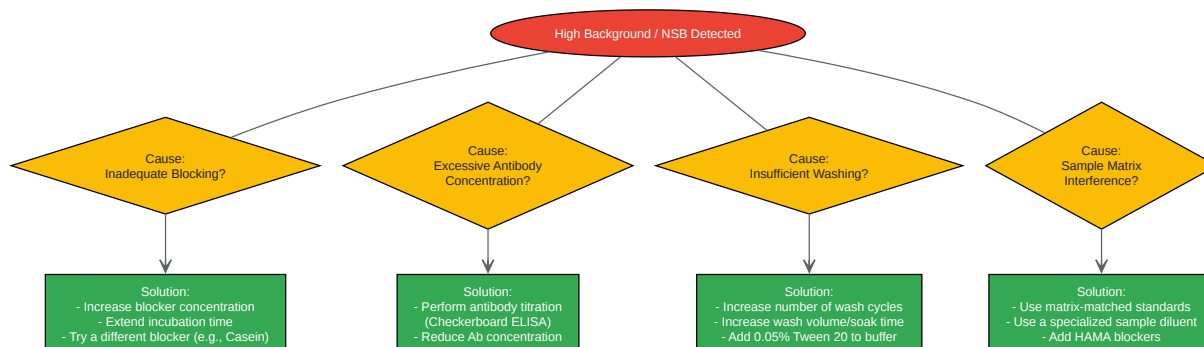 High Background / NSB Detected
Cause:
Inadequate Blocking?
Cause:
Excessive Antibody
Concentration?
Cause:
Insufficient Washing?
Cause:
Sample Matrix
Interference?
Solution:
- Increase blocker concentration
- Extend incubation time
- Try a different blocker (e.g., Casein)
Solution:
- Perform antibody titration
(Checkerboard ELISA)
- Reduce Ab concentration
Solution:
- Increase number of wash cycles
- Increase wash volume/soak time
- Add 0.05% Tween 20 to buffer
Solution:
- Use matrix-matched standards
- Use a specialized sample diluent
- Add HAMA blockers